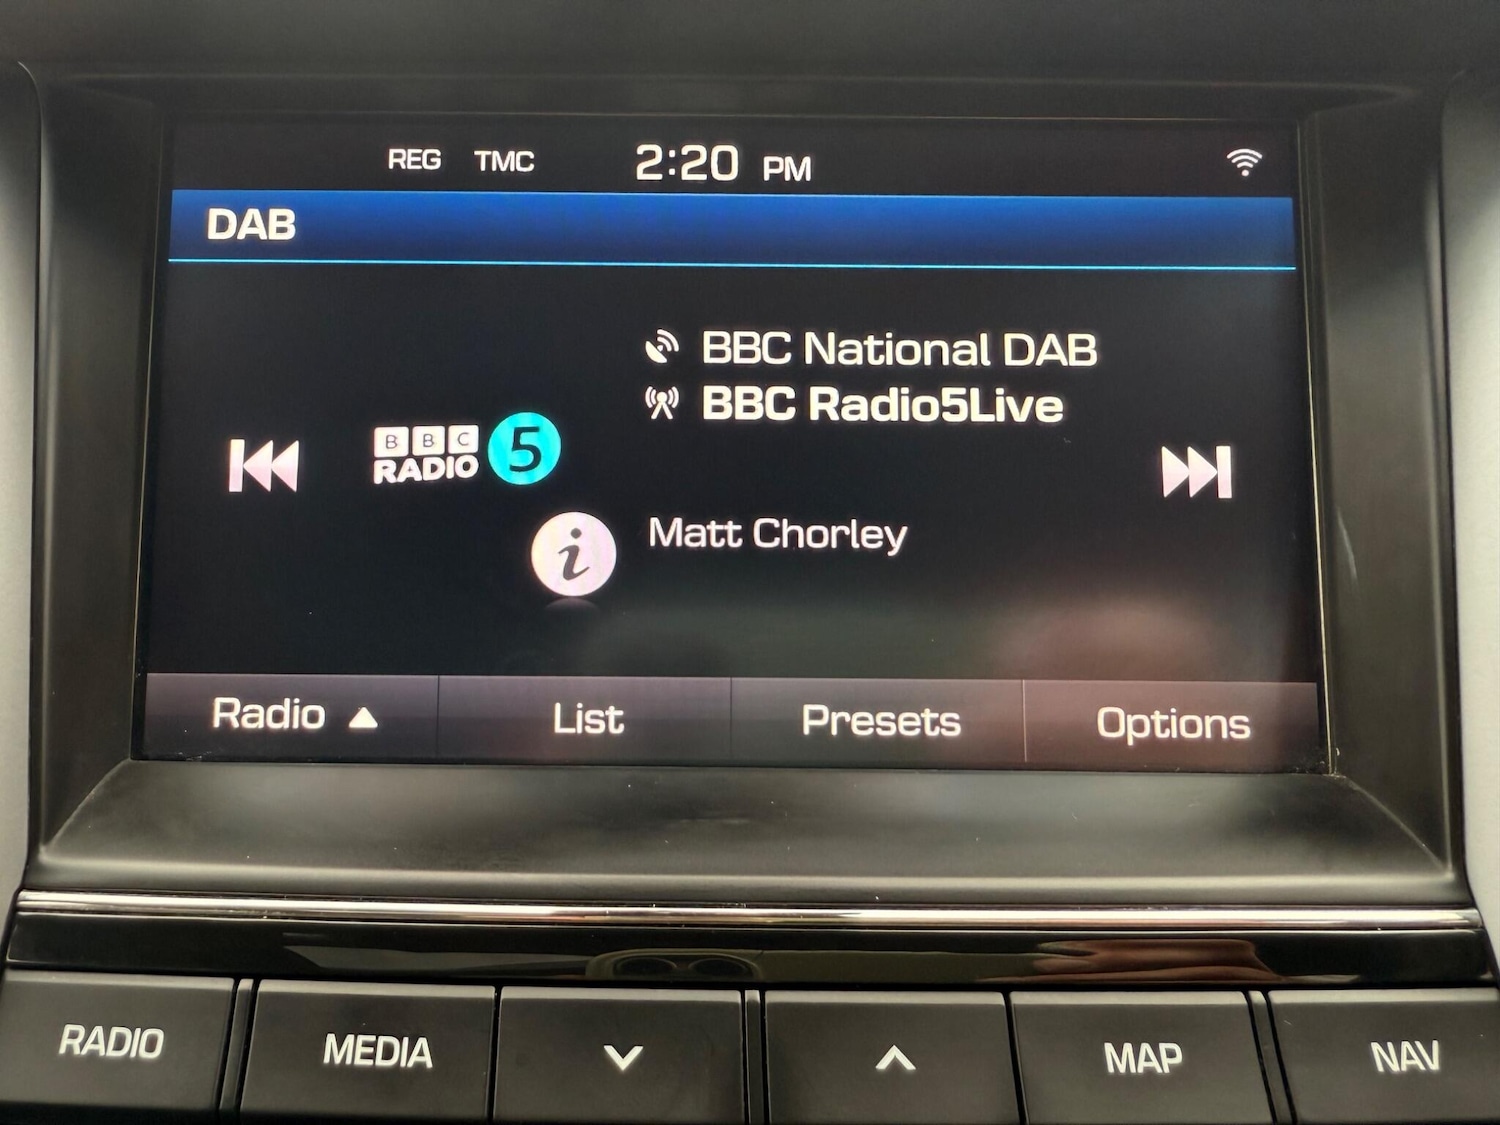 REG TMC 2:20 PM
DAB
BBC National DAB
BBC Radio5Live
BBC
RADIO 5
i Matt Chorley
Radio ▲ List Presets Options
RADIO MEDIA MAP NAV